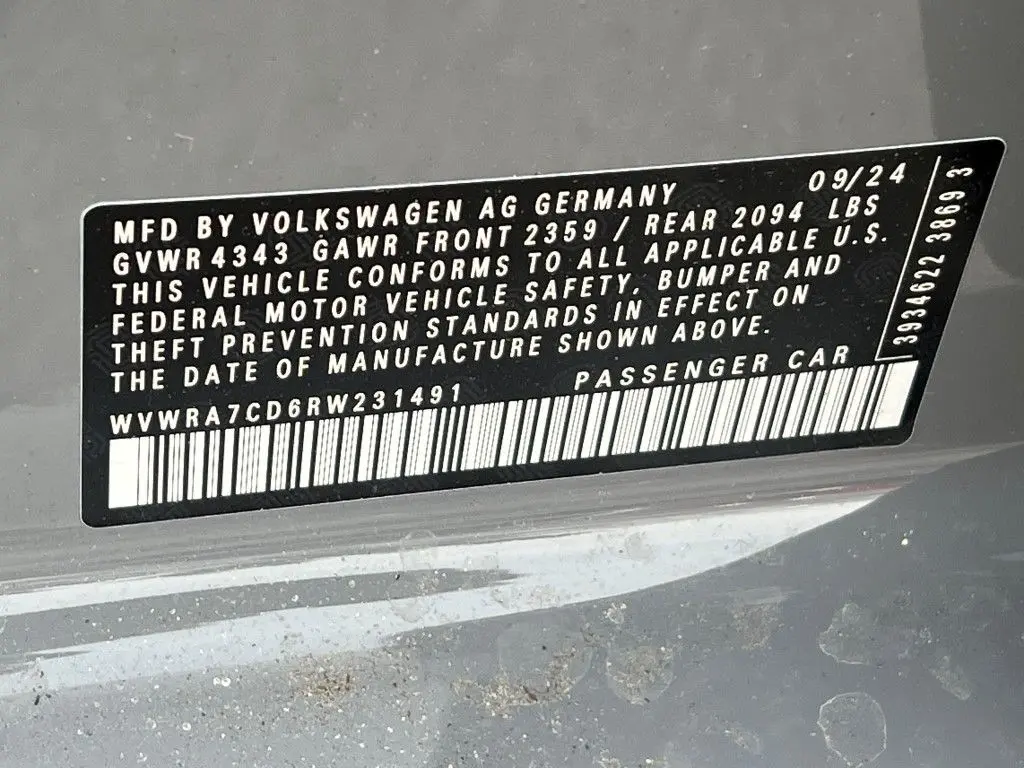 MFD BY VOLKSWAGEN AG GERMANY 09/24
GVWR 4343 GAWR FRONT 2359 / REAR 2094 LBS
THIS VEHICLE CONFORMS TO ALL APPLICABLE U.S.
FEDERAL MOTOR VEHICLE SAFETY, BUMPER AND
THEFT PREVENTION STANDARDS IN EFFECT ON
THE DATE OF MANUFACTURE SHOWN ABOVE.
WVWRA7CD6RW231491 PASSENGER CAR
3934622 3869 3